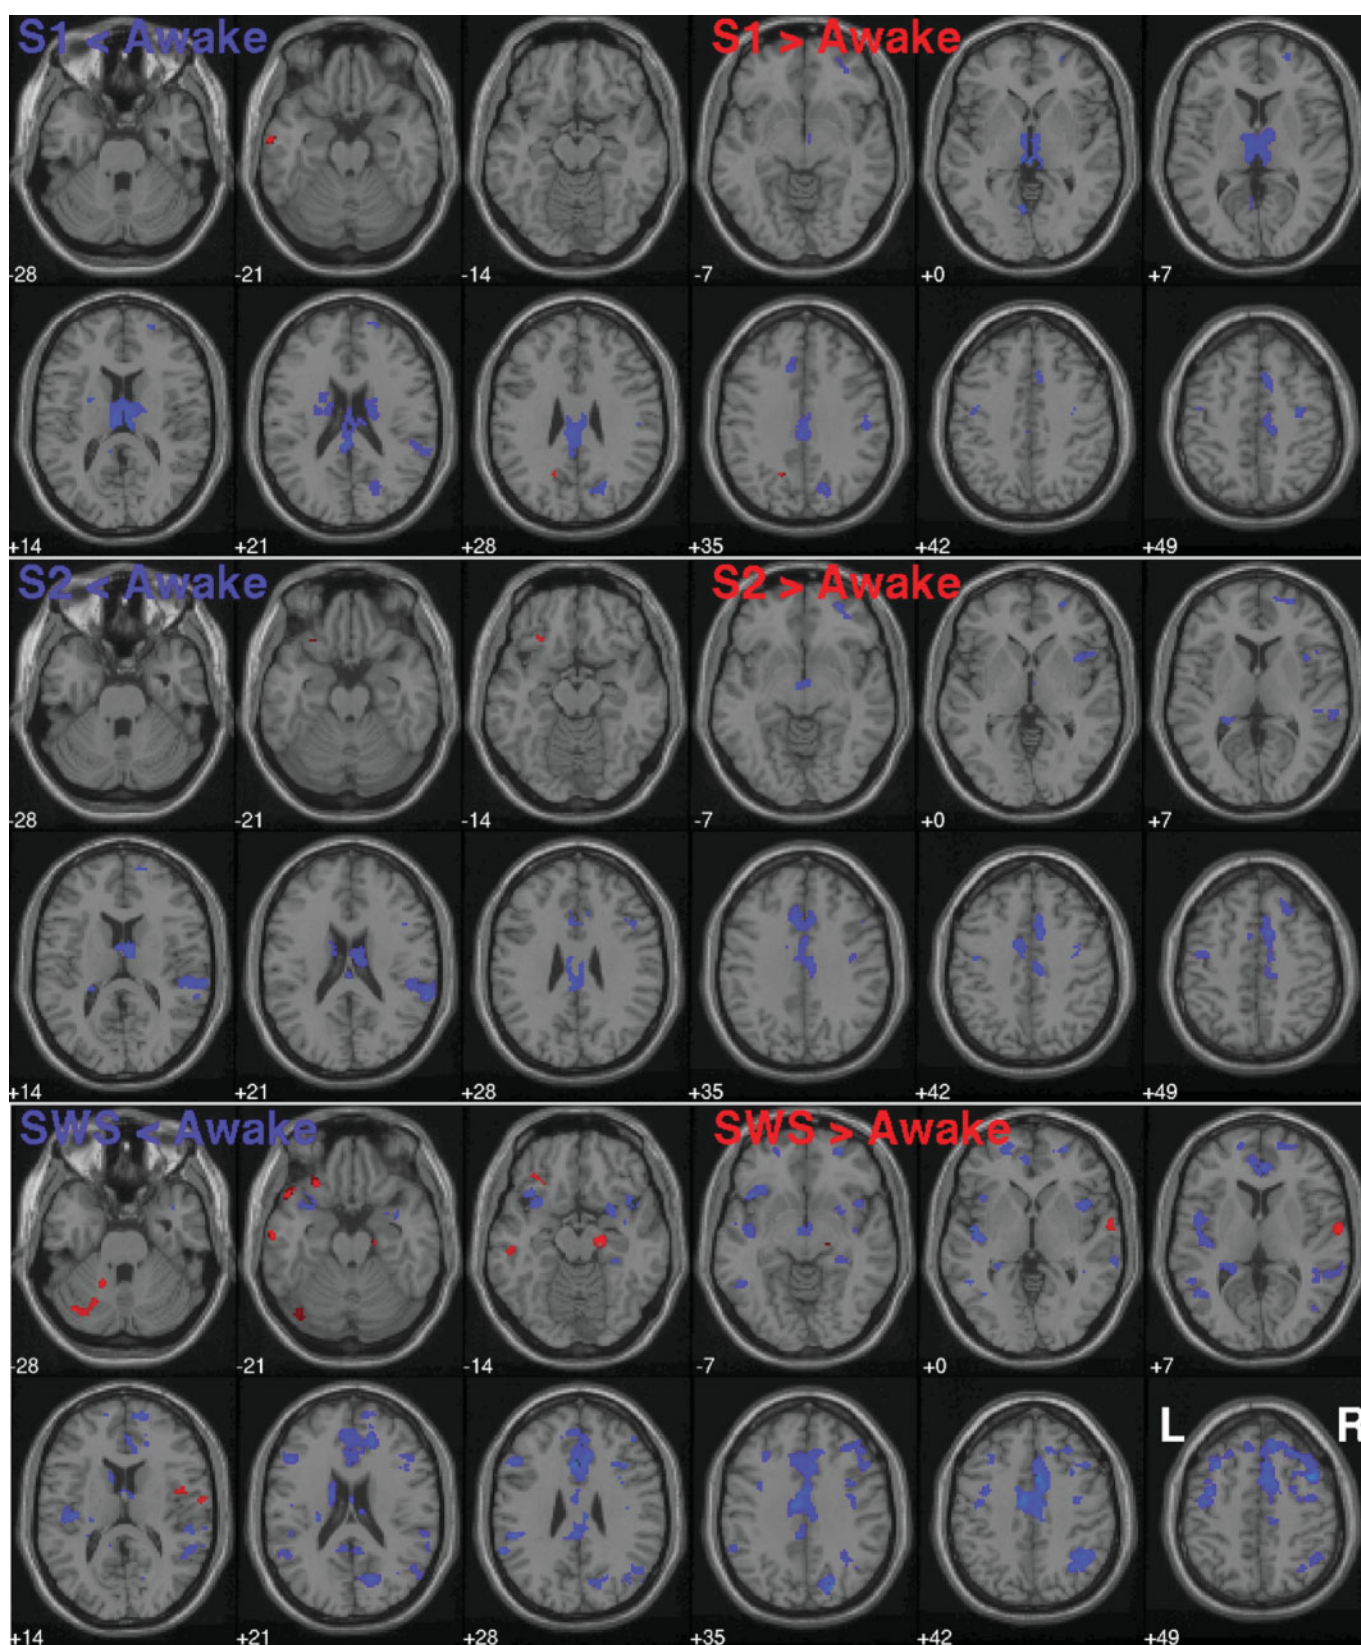 S1 < Awake S1 > Awake
-28 -21 -14 -7 +0 +7
+14 +21 +28 +35 +42 +49
S2 < Awake S2 > Awake
-28 -21 -14 -7 +0 +7
+14 +21 +28 +35 +42 +49
SWS < Awake SWS > Awake
-28 -21 -14 -7 +0 +7
L R
+14 +21 +28 +35 +42 +49